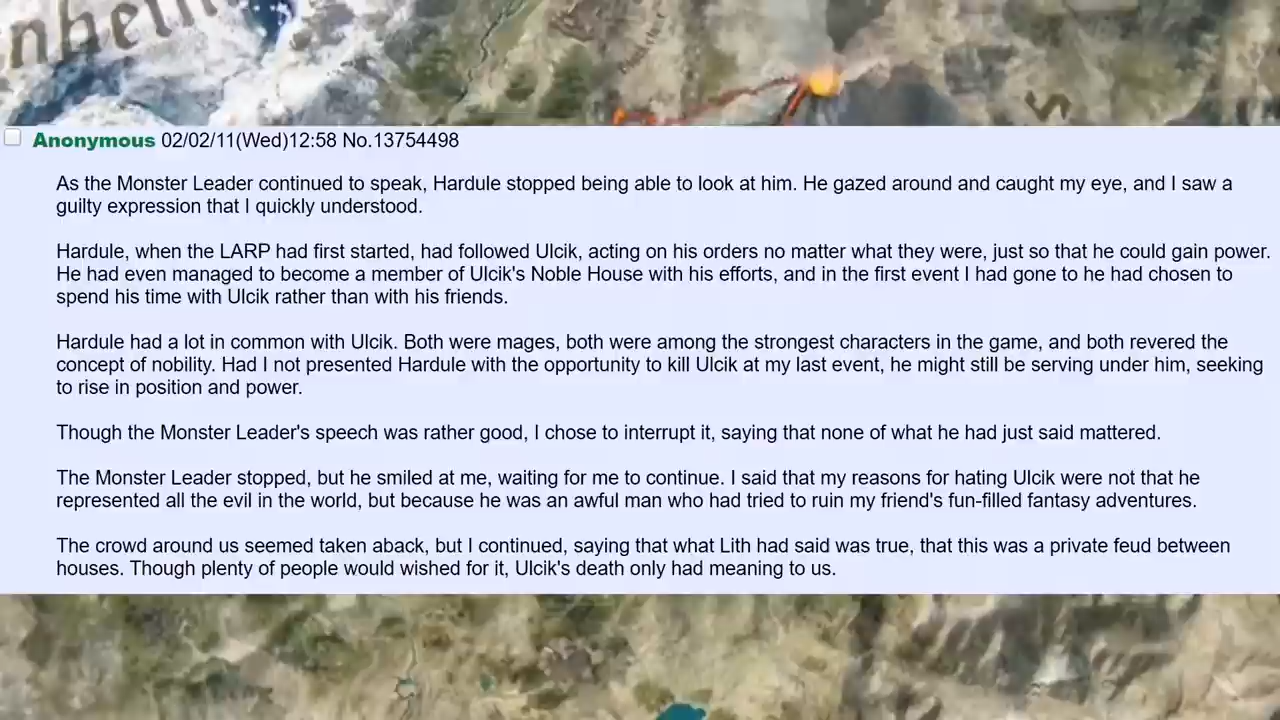 nhein
Anonymous 02/02/11(Wed)12:58 No.13754498
As the Monster Leader continued to speak, Hardule stopped being able to look at him. He gazed around and caught my eye, and I saw a
guilty expression that I quickly understood.
Hardule, when the LARP had first started, had followed Ulcik, acting on his orders no matter what they were, just so that he could gain power.
He had even managed to become a member of Ulcik's Noble House with his efforts, and in the first event I had gone to he had chosen to
spend his time with Ulcik rather than with his friends.
Hardule had a lot in common with Ulcik. Both were mages, both were among the strongest characters in the game, and both revered the
concept of nobility. Had I not presented Hardule with the opportunity to kill Ulcik at my last event, he might still be serving under him, seeking
to rise in position and power.
Though the Monster Leader's speech was rather good, I chose to interrupt it, saying that none of what he had just said mattered.
The Monster Leader stopped, but he smiled at me, waiting for me to continue. I said that my reasons for hating Ulcik were not that he
represented all the evil in the world, but because he was an awful man who had tried to ruin my friend's fun-filled fantasy adventures.
The crowd around us seemed taken aback, but I continued, saying that what Lith had said was true, that this was a private feud between
houses. Though plenty of people would wished for it, Ulcik's death only had meaning to us.